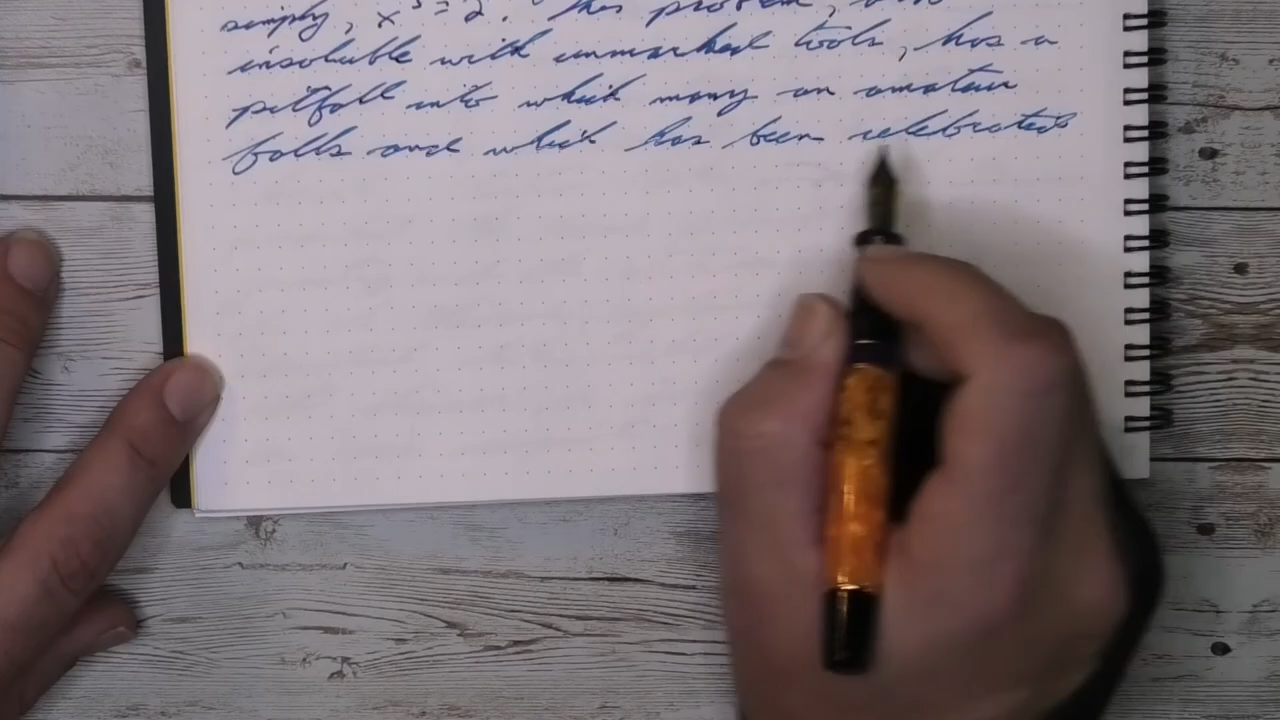 simply, x³ = 2. This problem,
insoluble with unmarked tools, has a
pitfall into which many an amateur
falls and which has been celebrated